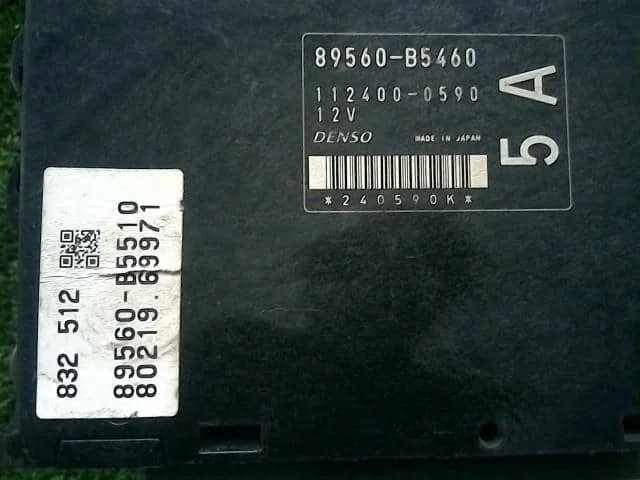 89560-B5460
112400-0590
12V
DENSO MADE IN JAPAN
*240590K*
5A
832 512
89560-B5510
80219.69971